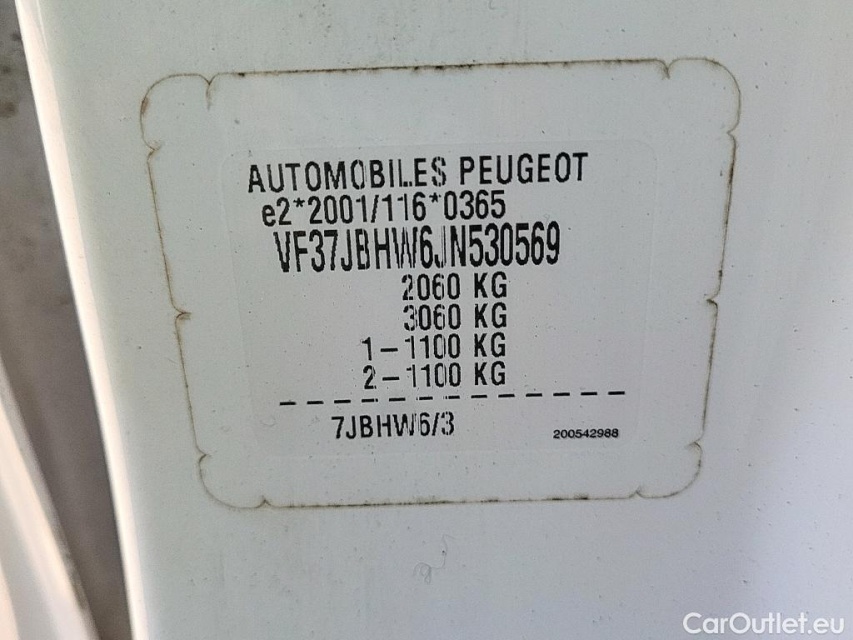 AUTOMOBILES PEUGEOT
e2*2001/116*0365
VF37JBHW6JN530569
2060 KG
3060 KG
1-1100 KG
2-1100 KG
7JBHW6/3
200542988
CarOutlet.eu